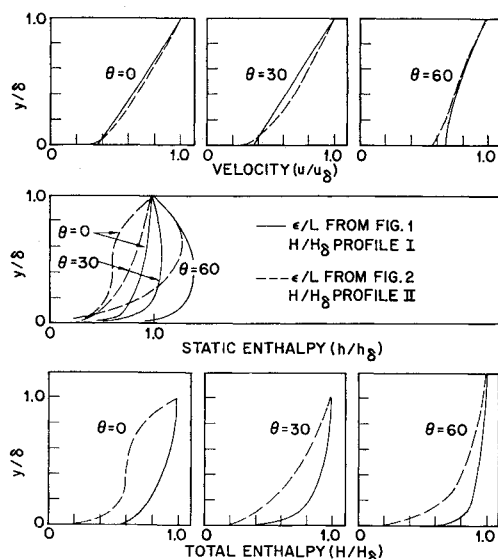 1.0
y/δ
0
θ=0
θ=30
θ=60
0 1.0 0 1.0 0 1.0
VELOCITY (u/uδ)
1.0
y/δ
0
θ=0
θ=30
θ=60
ε/L FROM FIG. 1
H/Hδ PROFILE I
ε/L FROM FIG. 2
H/Hδ PROFILE II
0 1.0
STATIC ENTHALPY (h/hδ)
1.0
y/δ
0
θ=0
θ=30
θ=60
0 1.0 0 1.0 0 1.0
TOTAL ENTHALPY (H/Hδ)